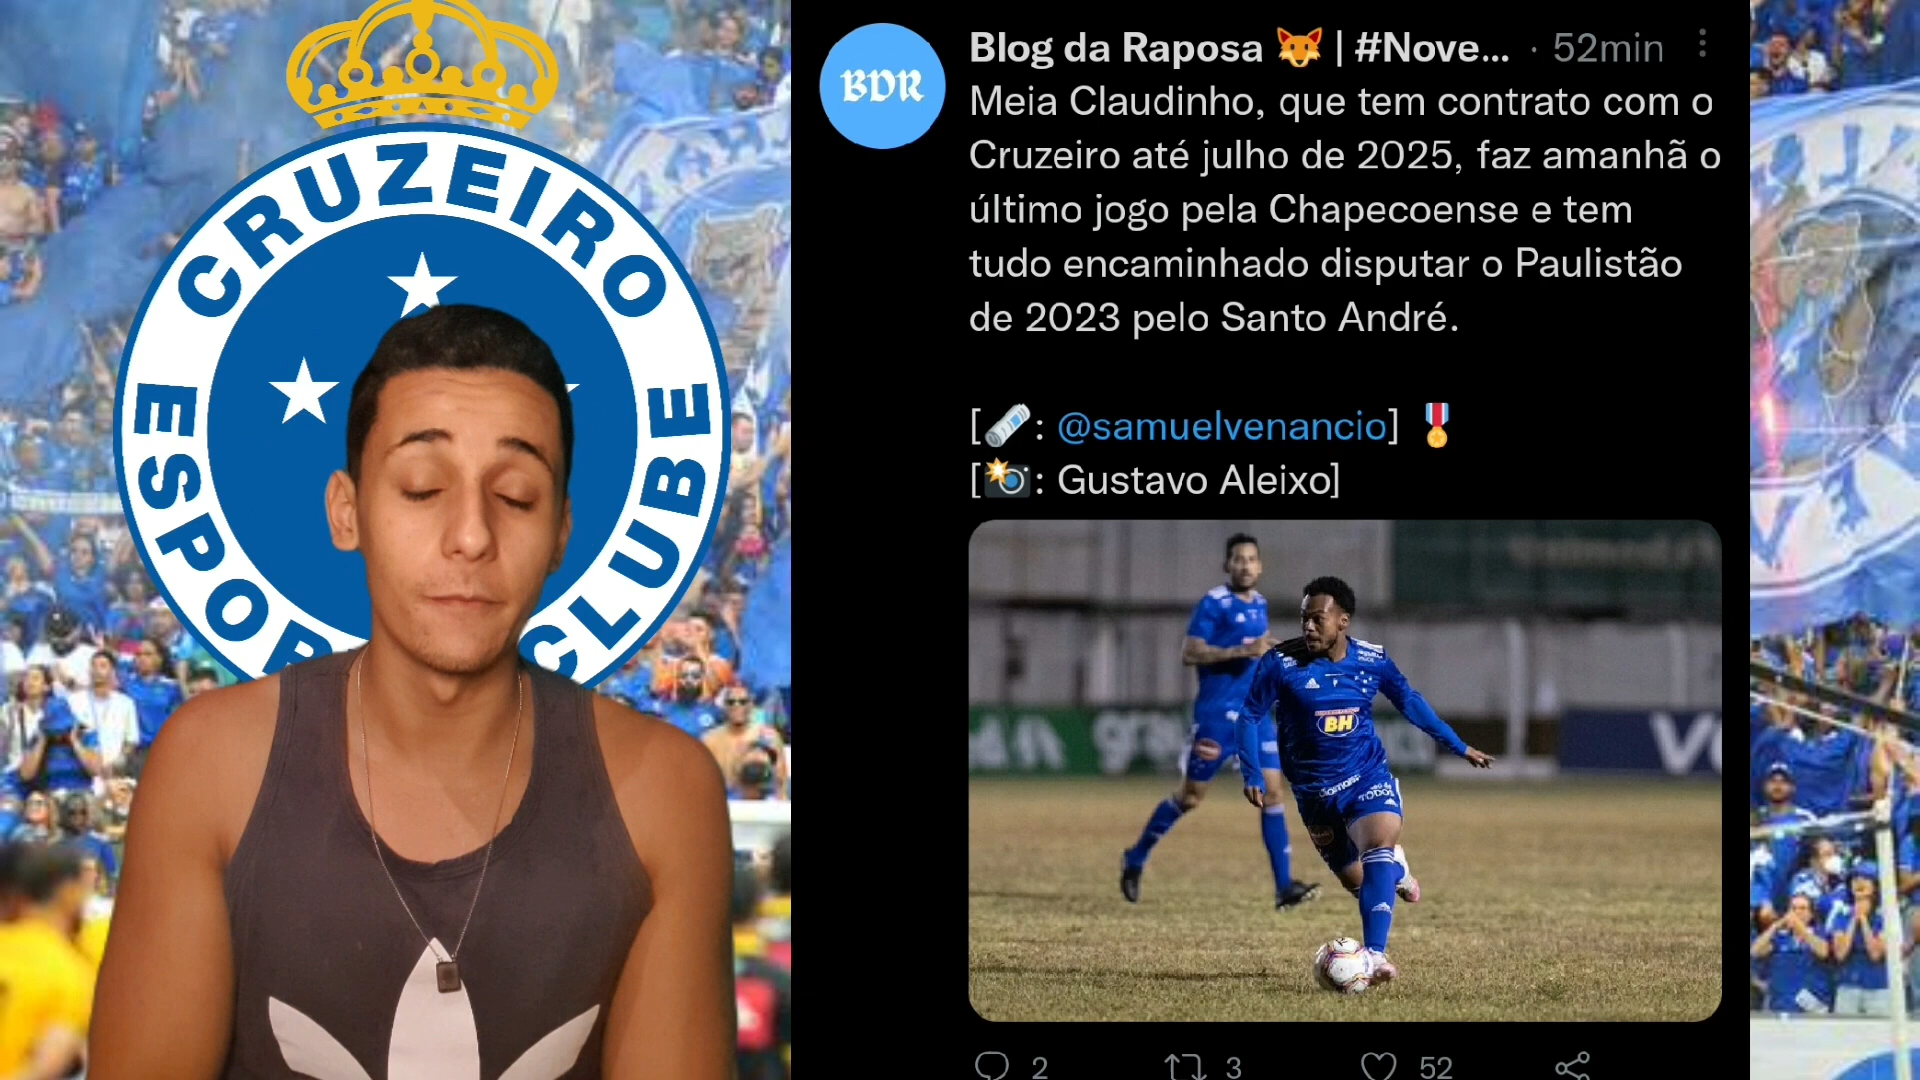 CRUZEIRO
ESPOR
CLUBE
BDR
Blog da Raposa 🦊 | #Nove... · 52min
Meia Claudinho, que tem contrato com o
Cruzeiro até julho de 2025, faz amanhã o
último jogo pela Chapecoense e tem
tudo encaminhado disputar o Paulistão
de 2023 pelo Santo André.
[🗞️: @samuelvenancio] 🎖️
[📸: Gustavo Aleixo]
BH
TODOS
2 3 52